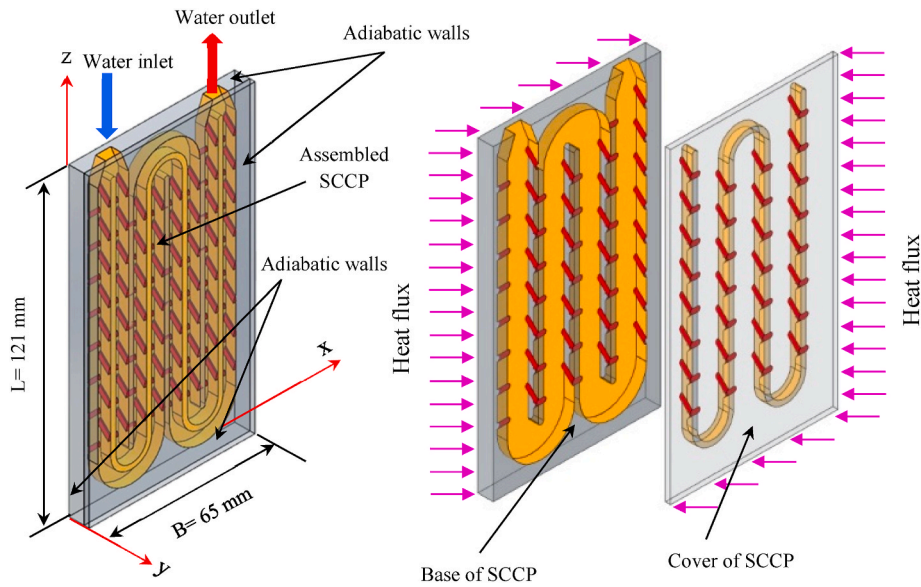 Water outlet
Adiabatic walls
z
Water inlet
Assembled
SCCP
Adiabatic walls
L= 121 mm
x
B= 65 mm
y
Heat flux
Heat flux
Base of SCCP
Cover of SCCP